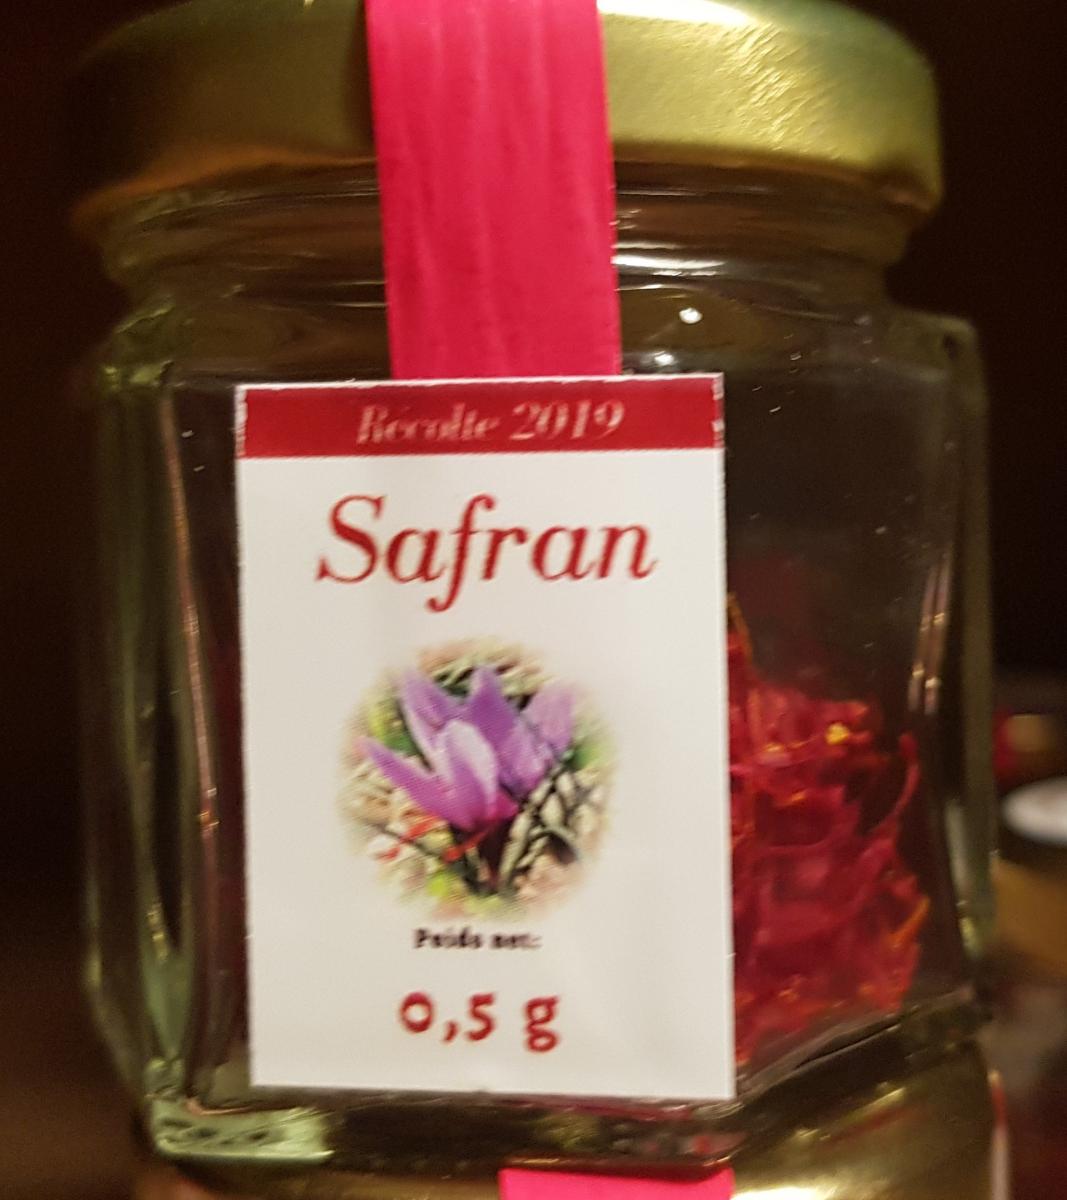 Récolte 2019
Safran
Poids net:
0,5 g